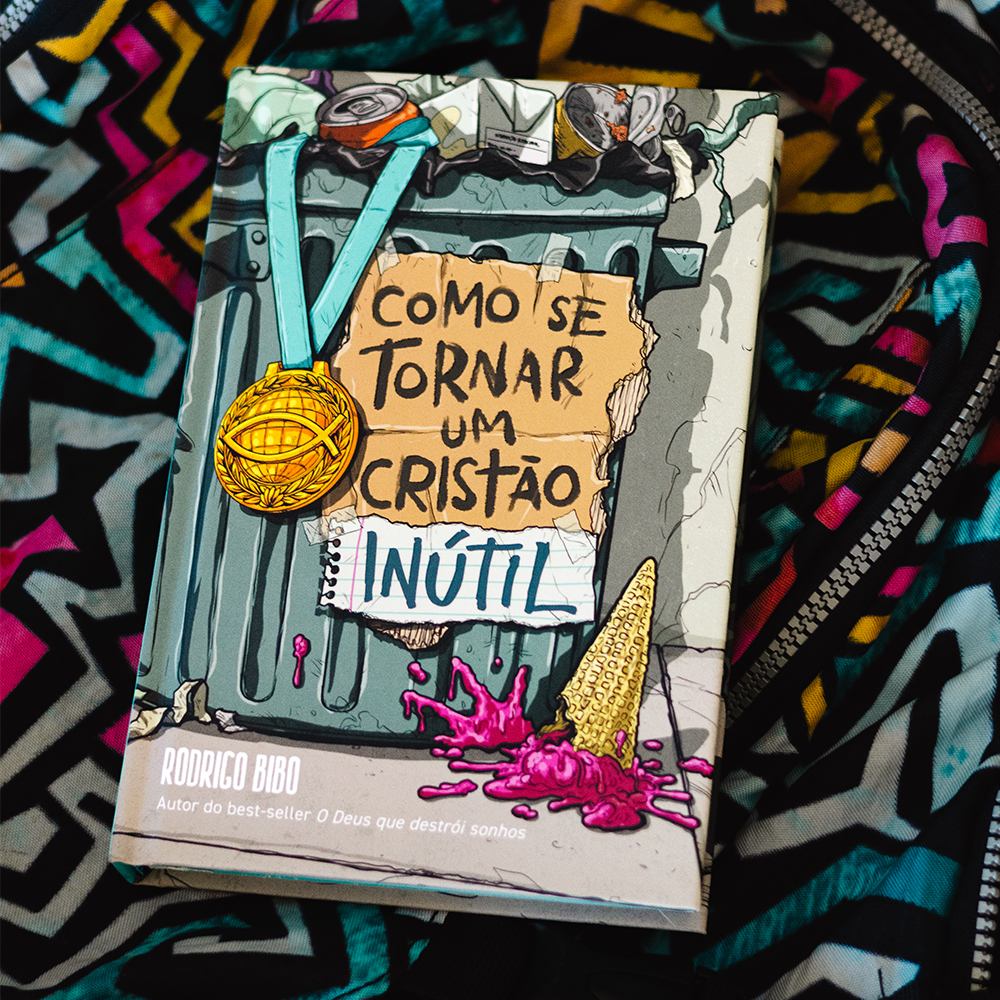 COMO SE
TORNAR
UM
CRISTÃO
INÚTIL
RODRIGO BIBO
Autor do best-seller O Deus que destrói sonhos